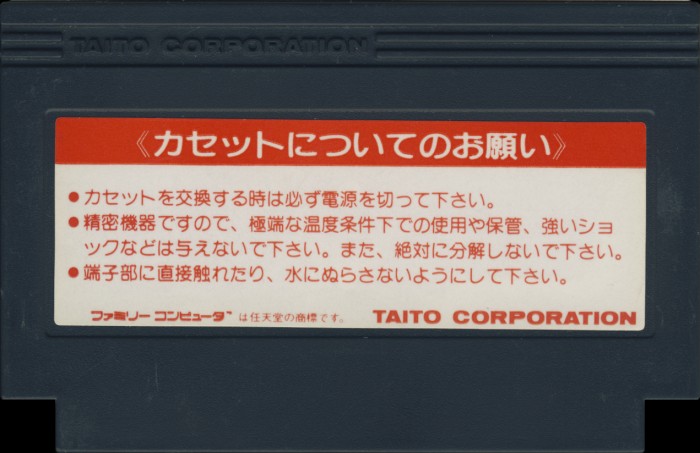 TAITO CORPORATION
《カセットについてのお願い》
●カセットを交換する時は必ず電源を切って下さい。
●精密機器ですので、極端な温度条件下での使用や保管、強いショ
ックなどは与えないで下さい。また、絶対に分解しないで下さい。
●端子部に直接触れたり、水にぬらさないようにして下さい。
ファミリーコンピュータ™は任天堂の商標です。 TAITO CORPORATION